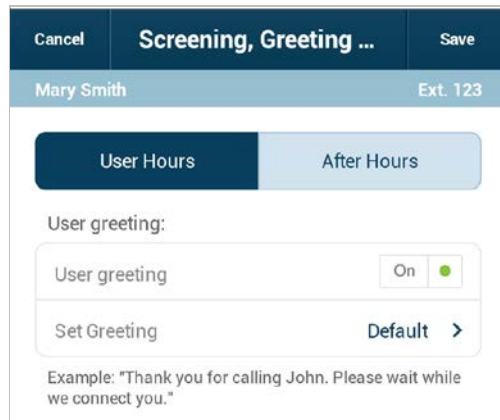 Cancel Screening, Greeting ... Save
Mary Smith Ext. 123
User Hours After Hours
User greeting:
User greeting On
Set Greeting Default >
Example: "Thank you for calling John. Please wait while
we connect you."